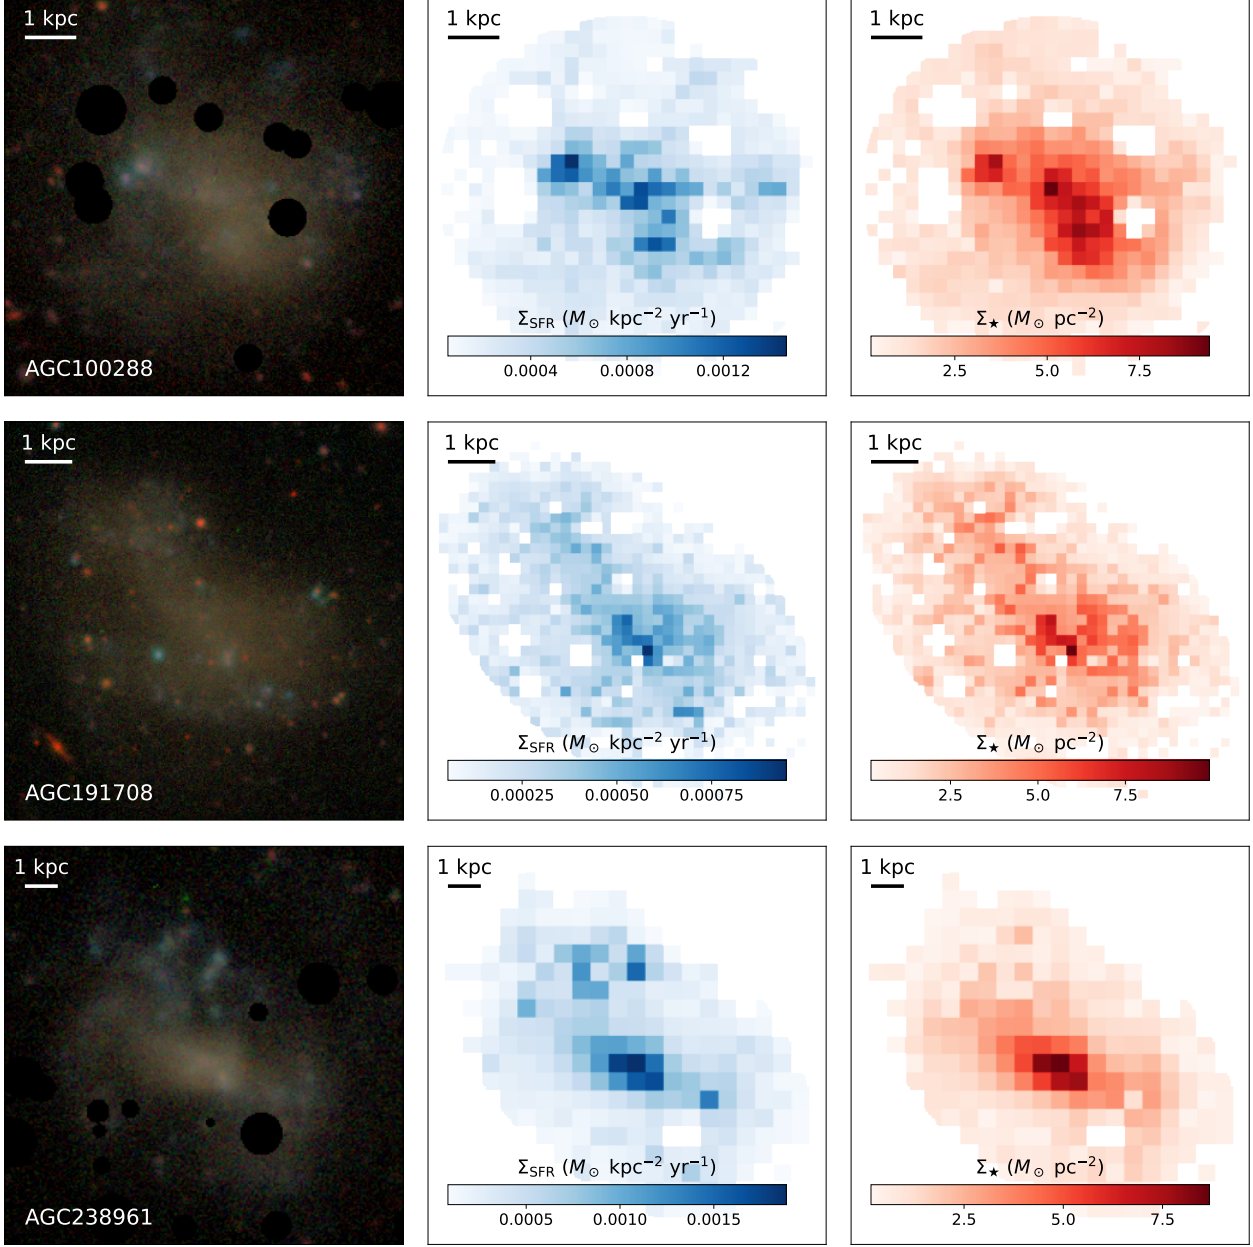 1 kpc
1 kpc
1 kpc
Σ_SFR (M_⊙ kpc⁻² yr⁻¹)
Σ_★ (M_⊙ pc⁻²)
0.0004 0.0008 0.0012
2.5 5.0 7.5
AGC100288
1 kpc
1 kpc
1 kpc
Σ_SFR (M_⊙ kpc⁻² yr⁻¹)
Σ_★ (M_⊙ pc⁻²)
0.00025 0.00050 0.00075
2.5 5.0 7.5
AGC191708
1 kpc
1 kpc
1 kpc
Σ_SFR (M_⊙ kpc⁻² yr⁻¹)
Σ_★ (M_⊙ pc⁻²)
0.0005 0.0010 0.0015
2.5 5.0 7.5
AGC238961